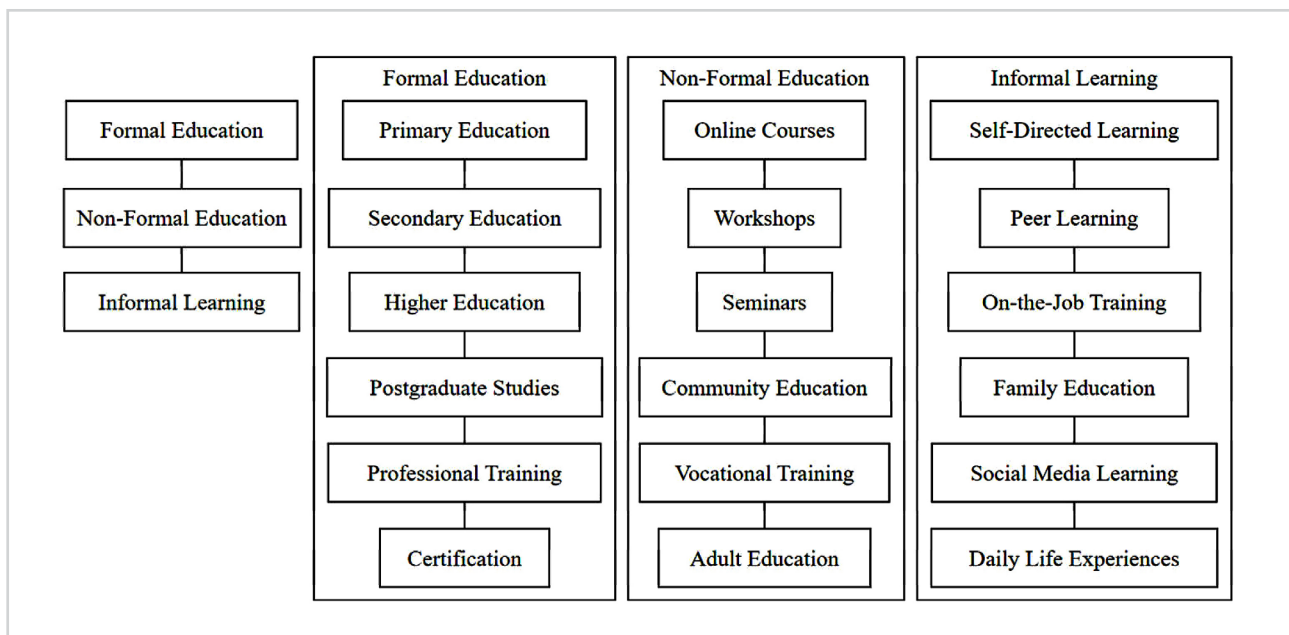 Formal Education
Non-Formal Education
Informal Learning
Formal Education
Primary Education
Secondary Education
Higher Education
Postgraduate Studies
Professional Training
Certification
Non-Formal Education
Online Courses
Workshops
Seminars
Community Education
Vocational Training
Adult Education
Informal Learning
Self-Directed Learning
Peer Learning
On-the-Job Training
Family Education
Social Media Learning
Daily Life Experiences